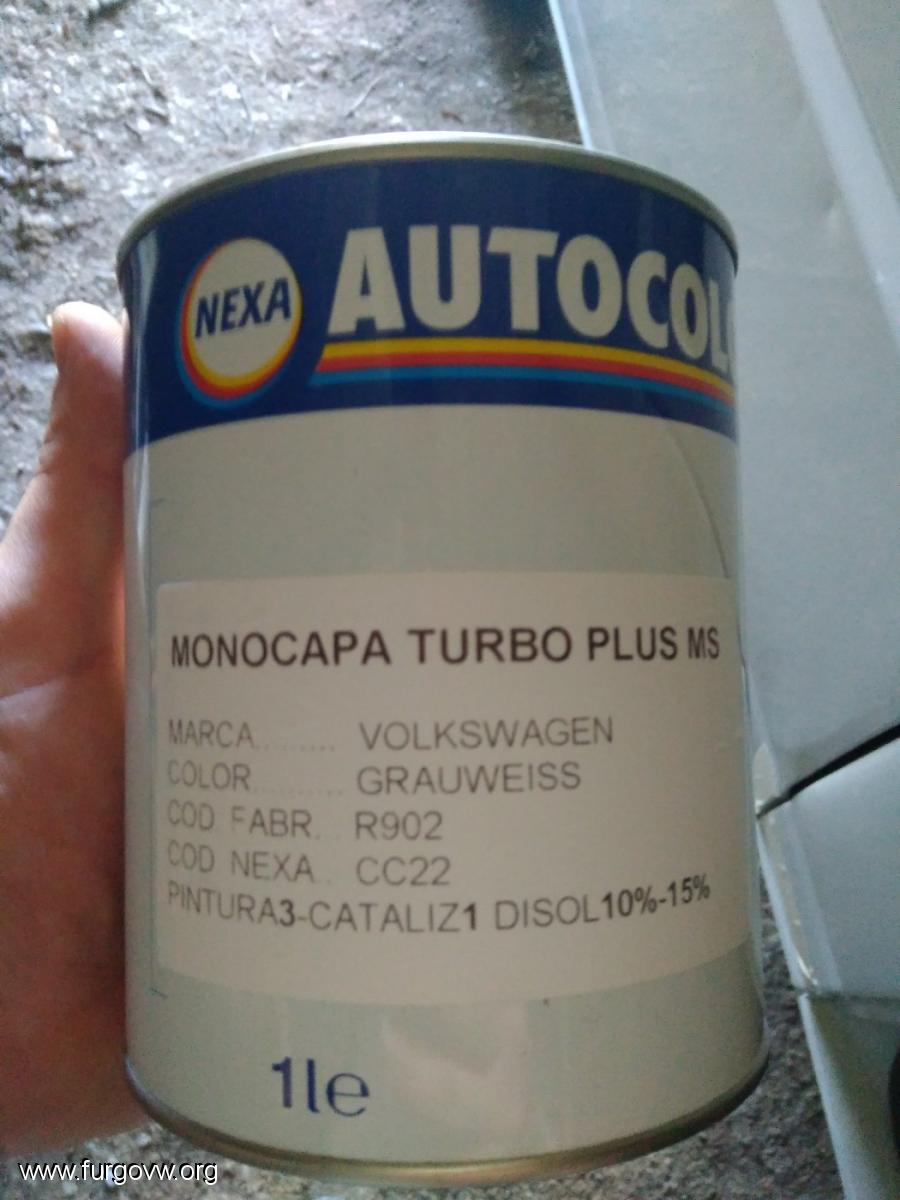 NEXA
AUTOCOL
MONOCAPA TURBO PLUS MS
MARCA......... VOLKSWAGEN
COLOR.......... GRAUWEISS
COD FABR. R902
COD NEXA.. CC22
PINTURA3-CATALIZ1 DISOL10%-15%
1le
www.furgovw.org